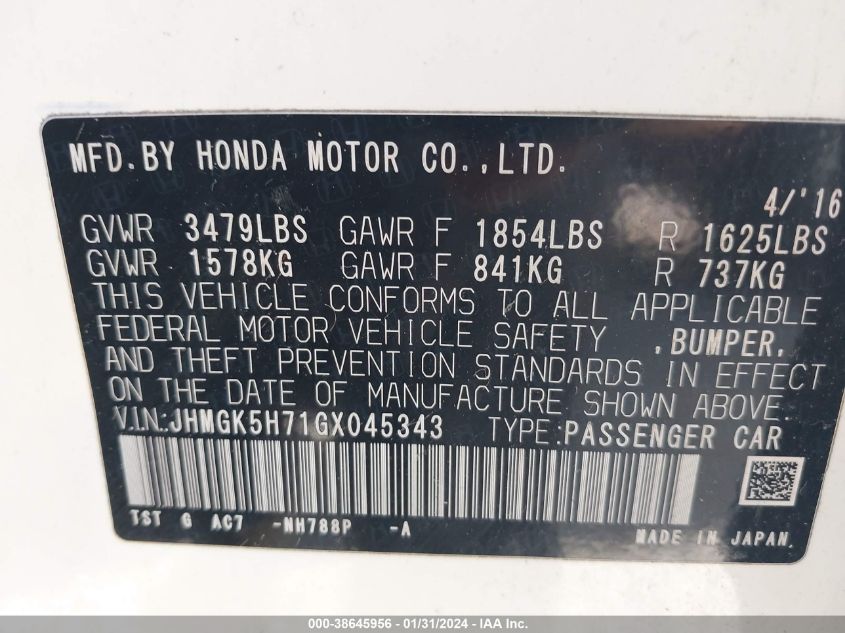 MFD.BY HONDA MOTOR CO.,LTD.
4/'16
GVWR 3479LBS GAWR F 1854LBS R 1625LBS
GVWR 1578KG GAWR F 841KG R 737KG
THIS VEHICLE CONFORMS TO ALL APPLICABLE
FEDERAL MOTOR VEHICLE SAFETY ,BUMPER,
AND THEFT PREVENTION STANDARDS IN EFFECT
ON THE DATE OF MANUFACTURE SHOWN ABOVE.
V.I.N:JHMGK5H71GX045343 TYPE:PASSENGER CAR
TST G AC7 -NH788P -A MADE IN JAPAN.
000-38645956 - 01/31/2024 - IAA Inc.